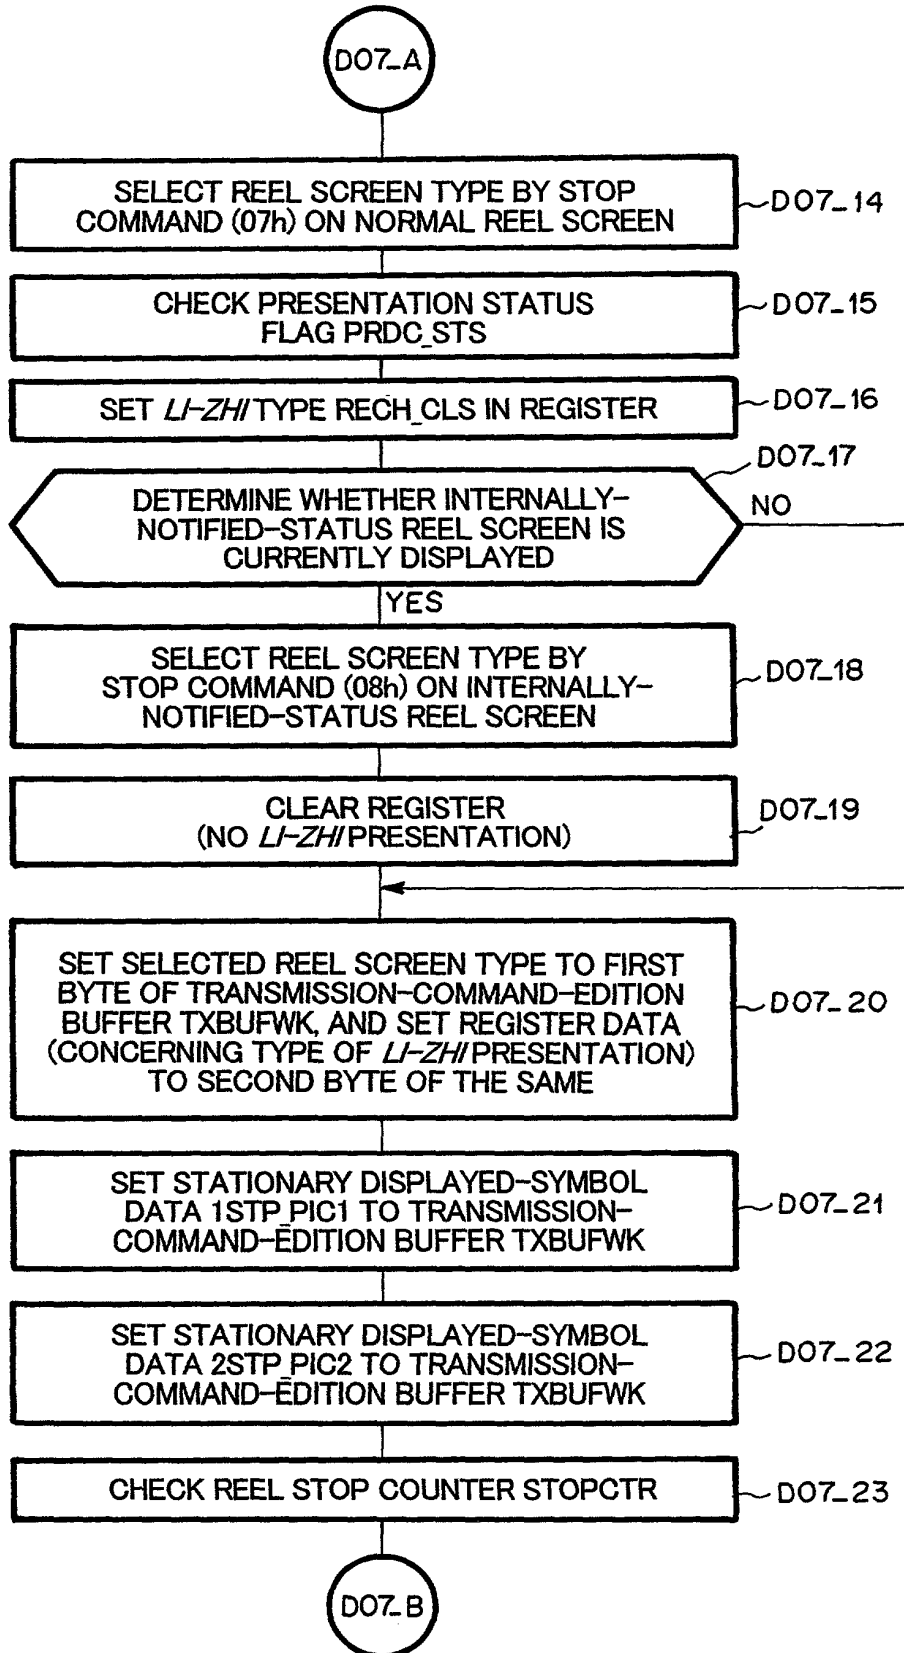 D07_A
SELECT REEL SCREEN TYPE BY STOP
COMMAND (07h) ON NORMAL REEL SCREEN
D07_14
CHECK PRESENTATION STATUS
FLAG PRDC_STS
D07_15
SET LI-ZHI TYPE RECH_CLS IN REGISTER
D07_16
D07_17
DETERMINE WHETHER INTERNALLY-
NOTIFIED-STATUS REEL SCREEN IS
CURRENTLY DISPLAYED
NO
YES
SELECT REEL SCREEN TYPE BY
STOP COMMAND (08h) ON INTERNALLY-
NOTIFIED-STATUS REEL SCREEN
D07_18
CLEAR REGISTER
(NO LI-ZHI PRESENTATION)
D07_19
SET SELECTED REEL SCREEN TYPE TO FIRST
BYTE OF TRANSMISSION-COMMAND-EDITION
BUFFER TXBUFWK, AND SET REGISTER DATA
(CONCERNING TYPE OF LI-ZHI PRESENTATION)
TO SECOND BYTE OF THE SAME
D07_20
SET STATIONARY DISPLAYED-SYMBOL
DATA 1STP_PIC1 TO TRANSMISSION-
COMMAND-EDITION BUFFER TXBUFWK
D07_21
SET STATIONARY DISPLAYED-SYMBOL
DATA 2STP_PIC2 TO TRANSMISSION-
COMMAND-EDITION BUFFER TXBUFWK
D07_22
CHECK REEL STOP COUNTER STOPCTR
D07_23
D07_B